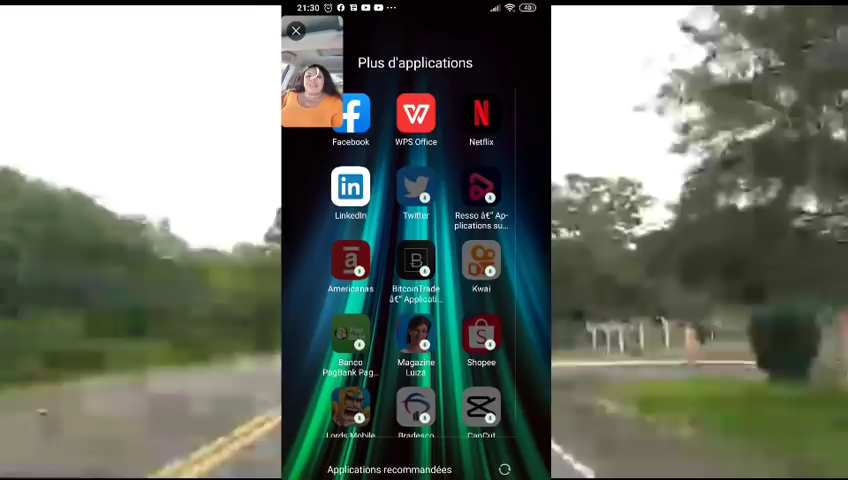 21:30
49
Plus d'applications
Facebook
WPS Office
Netflix
LinkedIn
Twitter
Resso â€“ Ap-
plications su...
Americanas
BitcoinTrade
â€“ Applicati...
Kwai
Banco
PagBank Pag...
Magazine
Luiza
Shopee
Lords Mobile
Bradesco
CapCut
Applications recommandées